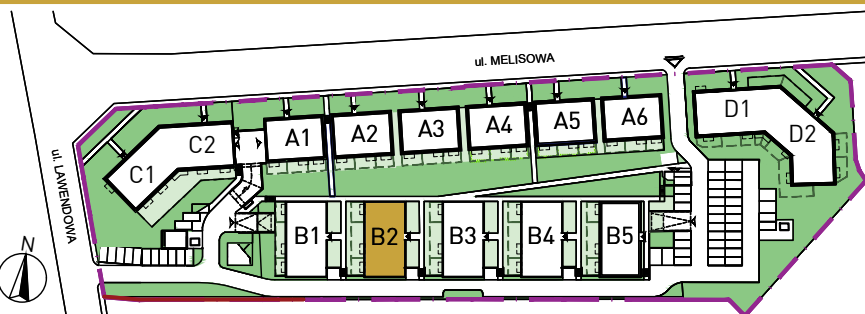 ul. MELISOWA
ul. LAWENDOWA
C1
C2
A1
A2
A3
A4
A5
A6
D1
D2
B1
B2
B3
B4
B5
N